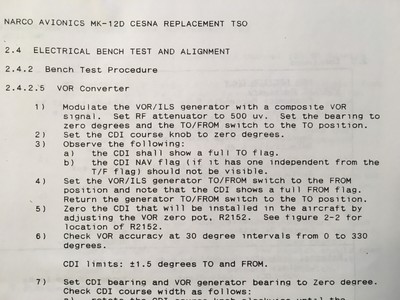 NARCO AVIONICS MK-12D CESNA REPLACEMENT TSO
2.4 ELECTRICAL BENCH TEST AND ALIGNMENT
2.4.2 Bench Test Procedure
2.4.2.5 VOR Converter
1) Modulate the VOR/ILS generator with a composite VOR
signal. Set RF attenuator to 500 uv. Set the bearing to
zero degrees and the TO/FROM switch to the TO position.
2) Set the CDI course knob to zero degrees.
3) Observe the following:
a) the CDI shall show a full TO flag.
b) the CDI NAV flag (if it has one independent from the
T/F flag) should not be visible.
4) Set the VOR/ILS generator TO/FROM switch to the FROM
position and note that the CDI shows a full FROM flag.
Return the generator TO/FROM switch to the TO position.
5) Zero the CDI that will be installed in the aircraft by
adjusting the VOR zero pot, R2152. See figure 2-2 for
location of R2152.
6) Check VOR accuracy at 30 degree intervals from 0 to 330
degrees.
CDI limits: ±1.5 degrees TO and FROM.
7) Set CDI bearing and VOR generator bearing to Zero degree.
Check CDI course width as follows:
a) rotate the CDI course knob clockwise until the